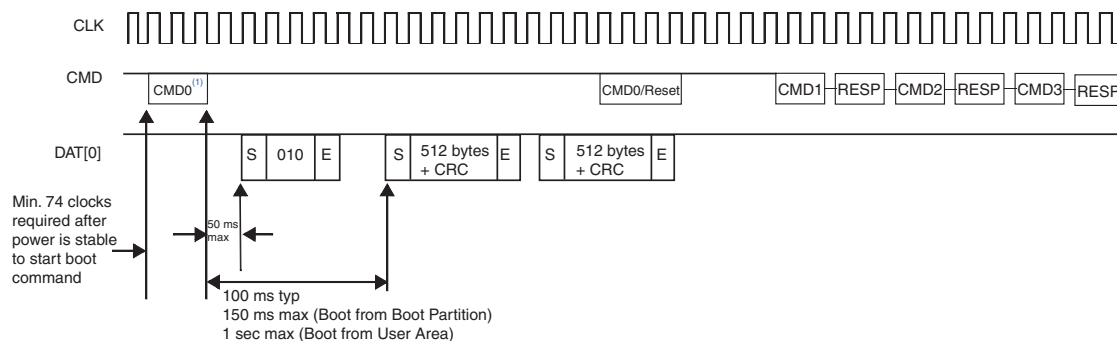 CLK
CMD
CMD0(1)
CMD0/Reset
CMD1
RESP
CMD2
RESP
CMD3
RESP
DAT[0]
S
010
E
S
512 bytes
+ CRC
E
S
512 bytes
+ CRC
E
Min. 74 clocks
required after
power is stable
to start boot
command
50 ms
max
100 ms typ
150 ms max (Boot from Boot Partition)
1 sec max (Boot from User Area)